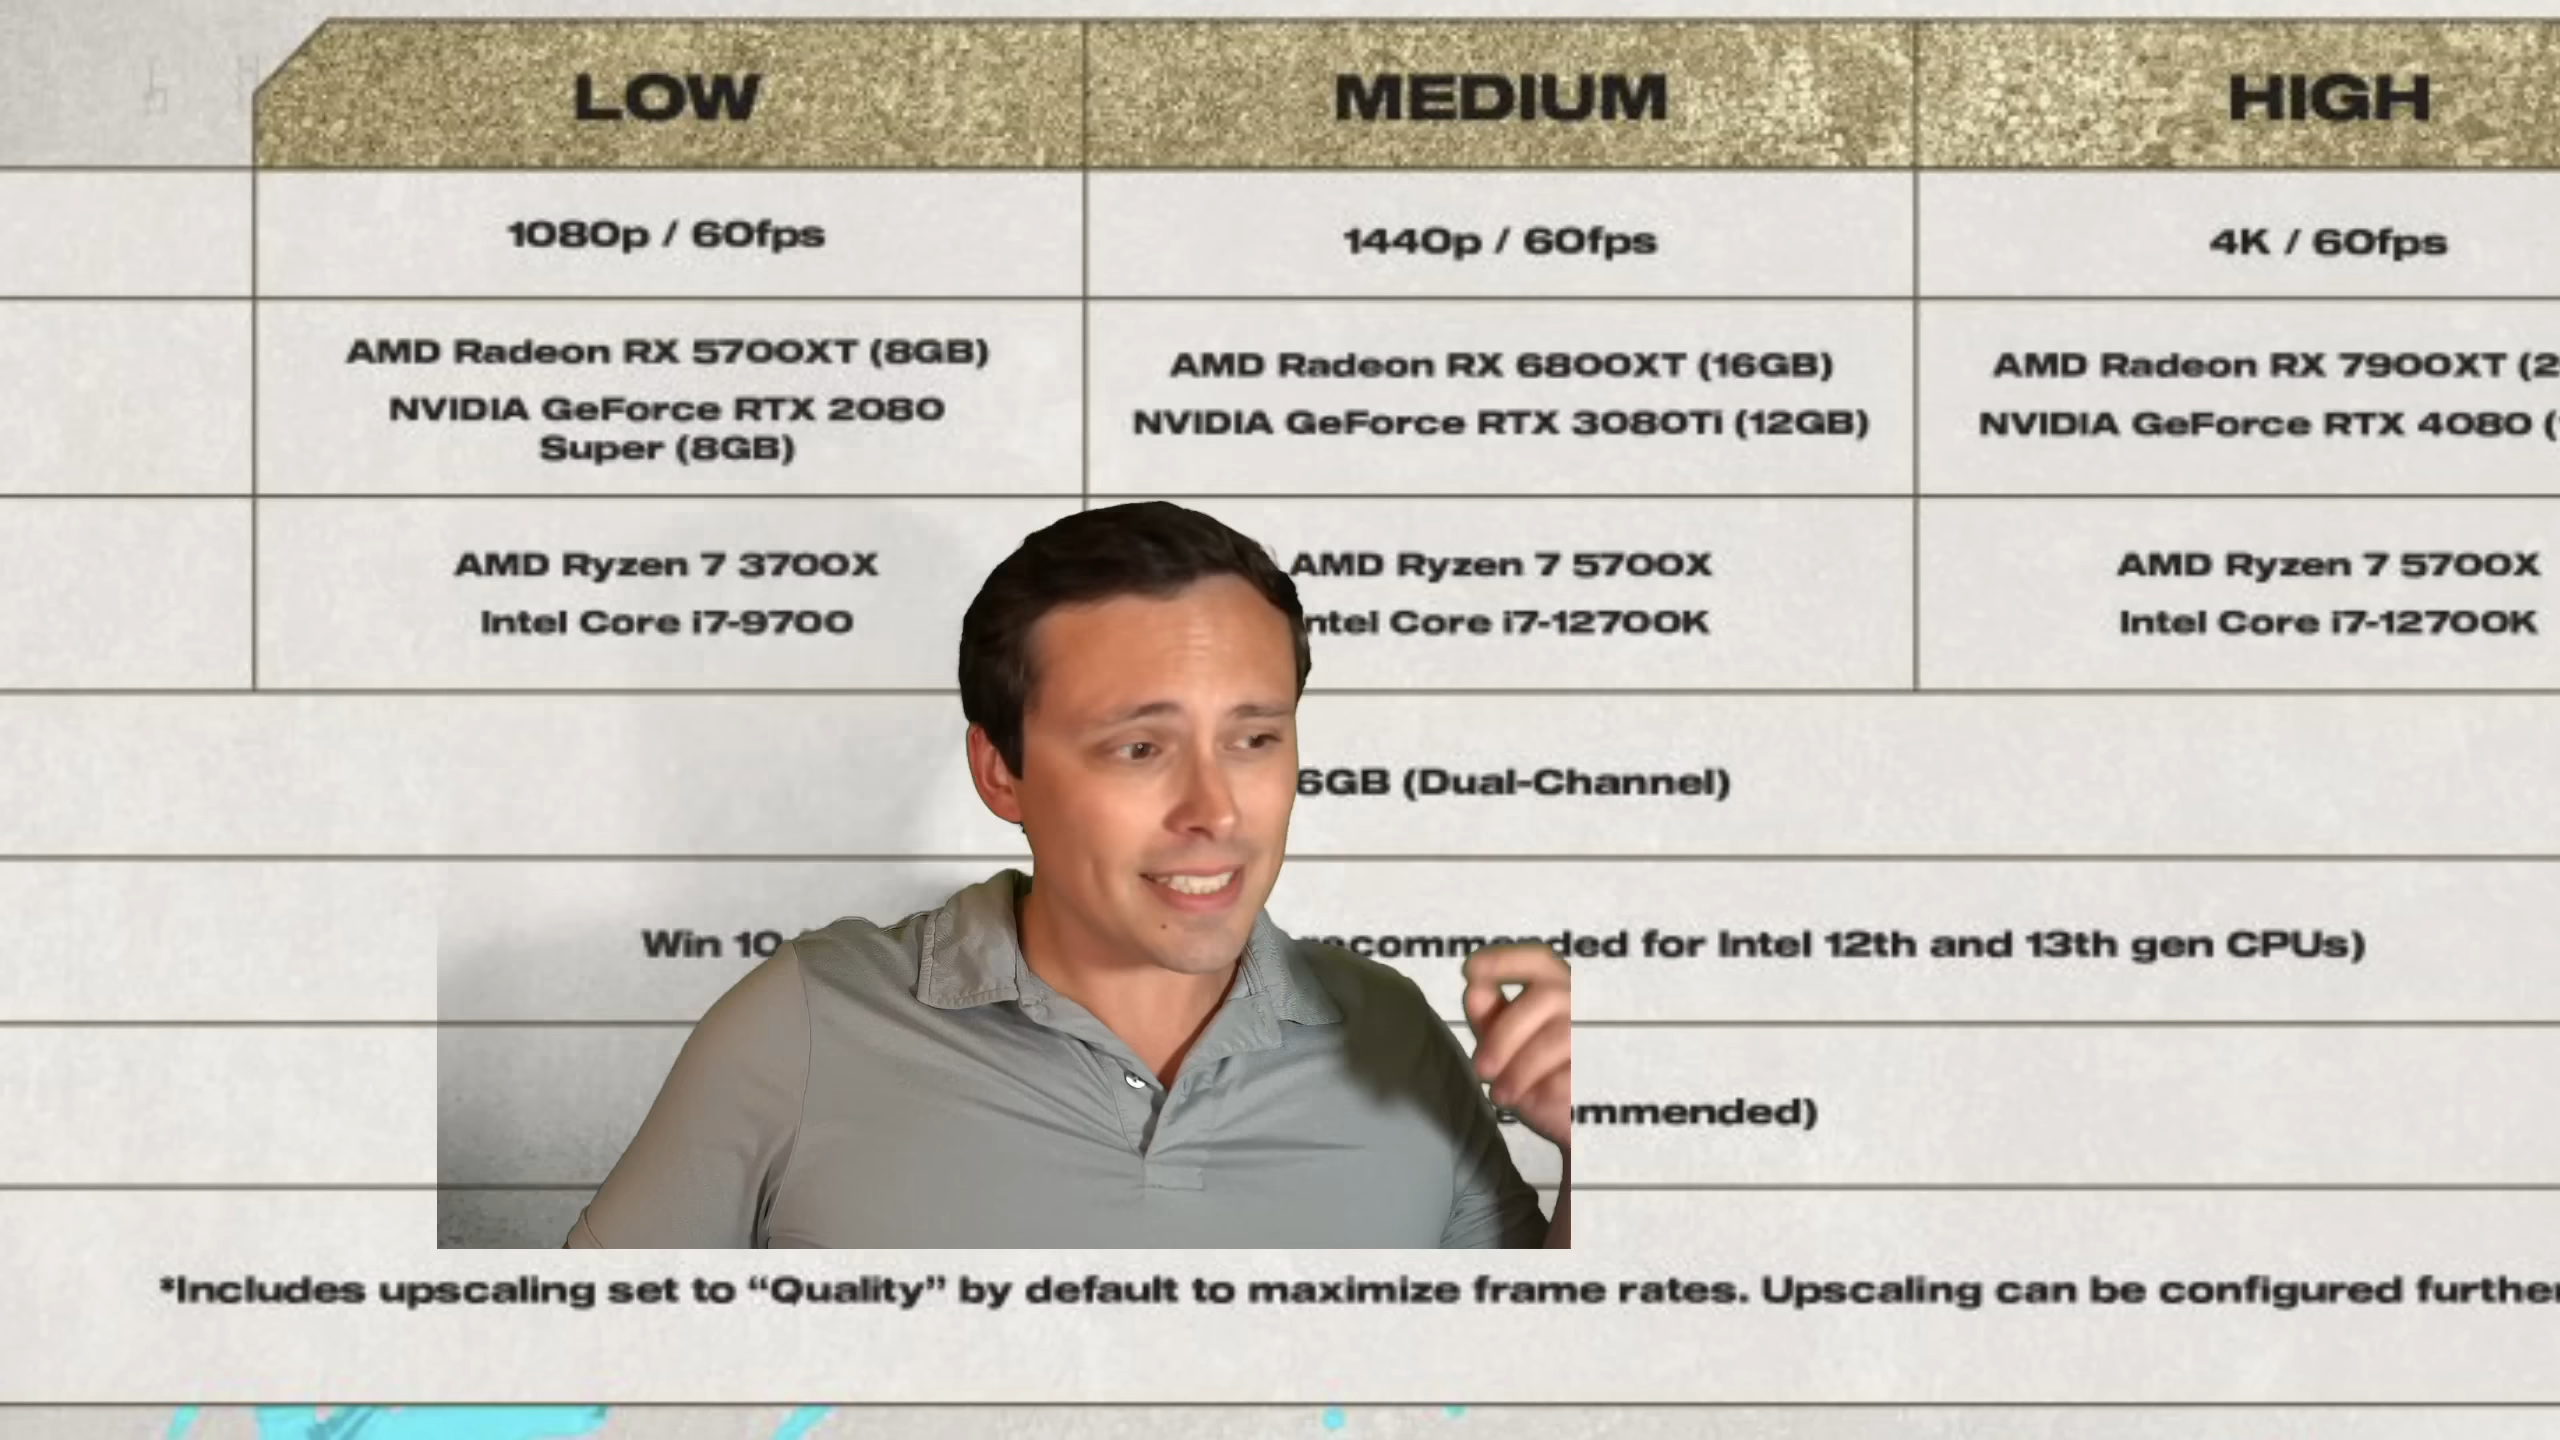 LOW
MEDIUM
HIGH
1080p / 60fps
1440p / 60fps
4K / 60fps
AMD Radeon RX 5700XT (8GB)
NVIDIA GeForce RTX 2080
Super (8GB)
AMD Radeon RX 6800XT (16GB)
NVIDIA GeForce RTX 3080Ti (12GB)
AMD Radeon RX 7900XT (2
NVIDIA GeForce RTX 4080 (
AMD Ryzen 7 3700X
Intel Core i7-9700
AMD Ryzen 7 5700X
ntel Core i7-12700K
AMD Ryzen 7 5700X
Intel Core i7-12700K
6GB (Dual-Channel)
Win 10 recommended for Intel 12th and 13th gen CPUs)
ommended)
*Includes upscaling set to “Quality” by default to maximize frame rates. Upscaling can be configured further